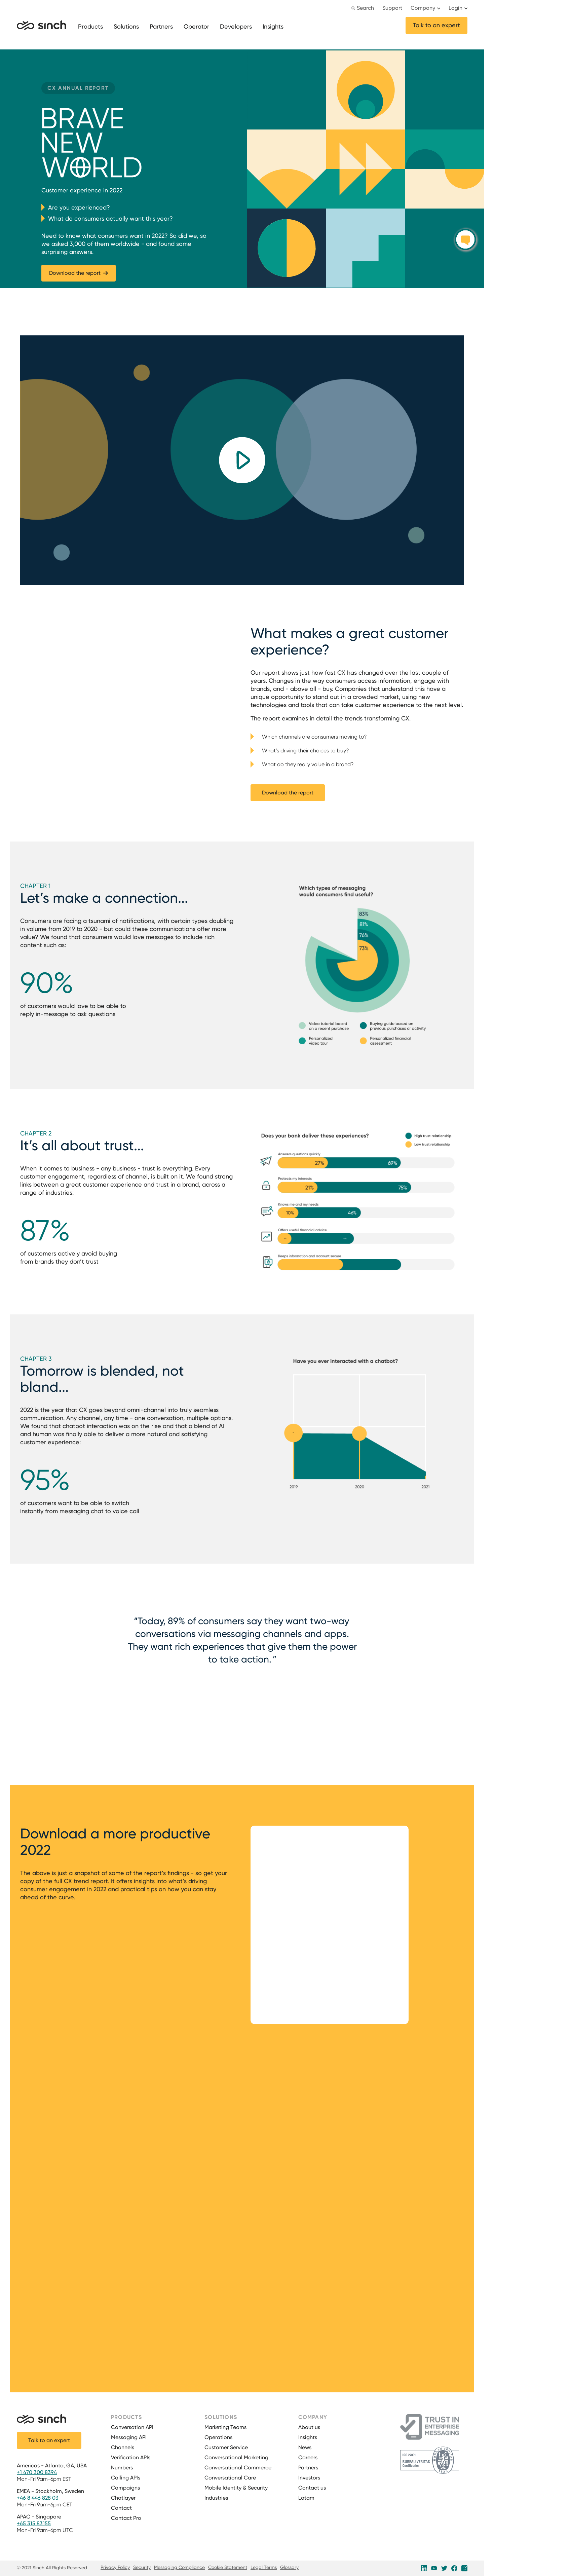 Search Support Company Login
sinch Products Solutions Partners Operator Developers Insights Talk to an expert
CX ANNUAL REPORT
BRAVE
NEW
WORLD
Customer experience in 2022
Are you experienced?
What do consumers actually want this year?
Need to know what consumers want in 2022? So did we, so
we asked 3,000 of them worldwide - and found some
surprising answers.
Download the report
What makes a great customer
experience?
Our report shows just how fast CX has changed over the last couple of
years. Changes in the way consumers access information, engage with
brands, and - above all - buy. Companies that understand this have a
unique opportunity to stand out in a crowded market, using new
technologies and tools that can take customer experience to the next level.
The report examines in detail the trends transforming CX.
Which channels are consumers moving to?
What's driving their choices to buy?
What do they really value in a brand?
Download the report
CHAPTER 1
Let's make a connection...
Consumers are facing a tsunami of notifications, with certain types doubling
in volume from 2019 to 2020 - but could these communications offer more
value? We found that consumers would love messages to include rich
content such as:
90%
of customers would love to be able to
reply in-message to ask questions
Which types of messaging
would consumers find useful?
83%
81%
76%
73%
Video tutorial based
on a recent purchase
Buying guide based on
previous purchases or activity
Personalized
video tour
Personalized financial
assessment
CHAPTER 2
It's all about trust...
When it comes to business - any business - trust is everything. Every
customer engagement, regardless of channel, is built on it. We found strong
links between a great customer experience and trust in a brand, across a
range of industries:
87%
of customers actively avoid buying
from brands they don't trust
Does your bank deliver these experiences?
High trust relationship
Low trust relationship
Answers questions quickly
27% 69%
Protects my interests
21% 75%
Knows me and my needs
10% 46%
Offers useful financial advice
Keeps information and account secure
CHAPTER 3
Tomorrow is blended, not
bland...
2022 is the year that CX goes beyond omni-channel into truly seamless
communication. Any channel, any time - one conversation, multiple options.
We found that chatbot interaction was on the rise and that a blend of AI
and human was finally able to deliver a more natural and satisfying
customer experience:
95%
of customers want to be able to switch
instantly from messaging chat to voice call
Have you ever interacted with a chatbot?
2019 2020 2021
"Today, 89% of consumers say they want two-way
conversations via messaging channels and apps.
They want rich experiences that give them the power
to take action. "
Download a more productive
2022
The above is just a snapshot of some of the report's findings - so get your
copy of the full CX trend report. It offers insights into what's driving
consumer engagement in 2022 and practical tips on how you can stay
ahead of the curve.
sinch
Talk to an expert
Americas - Atlanta, GA, USA
+1 470 300 8394
Mon-Fri 9am-6pm EST
EMEA - Stockholm, Sweden
+46 8 446 828 03
Mon-Fri 9am-6pm CET
APAC - Singapore
+65 315 83155
Mon-Fri 9am-6pm UTC
PRODUCTS
Conversation API
Messaging API
Channels
Verification APIs
Numbers
Calling APIs
Campaigns
Chatlayer
Contact
Contact Pro
SOLUTIONS
Marketing Teams
Operations
Customer Service
Conversational Marketing
Conversational Commerce
Conversational Care
Mobile Identity & Security
Industries
COMPANY
About us
Insights
News
Careers
Partners
Investors
Contact us
Latam
TRUST IN
ENTERPRISE
MESSAGING
BUREAU VERITAS
Certification
© 2021 Sinch All Rights Reserved Privacy Policy Security Messaging Compliance Cookie Statement Legal Terms Glossary